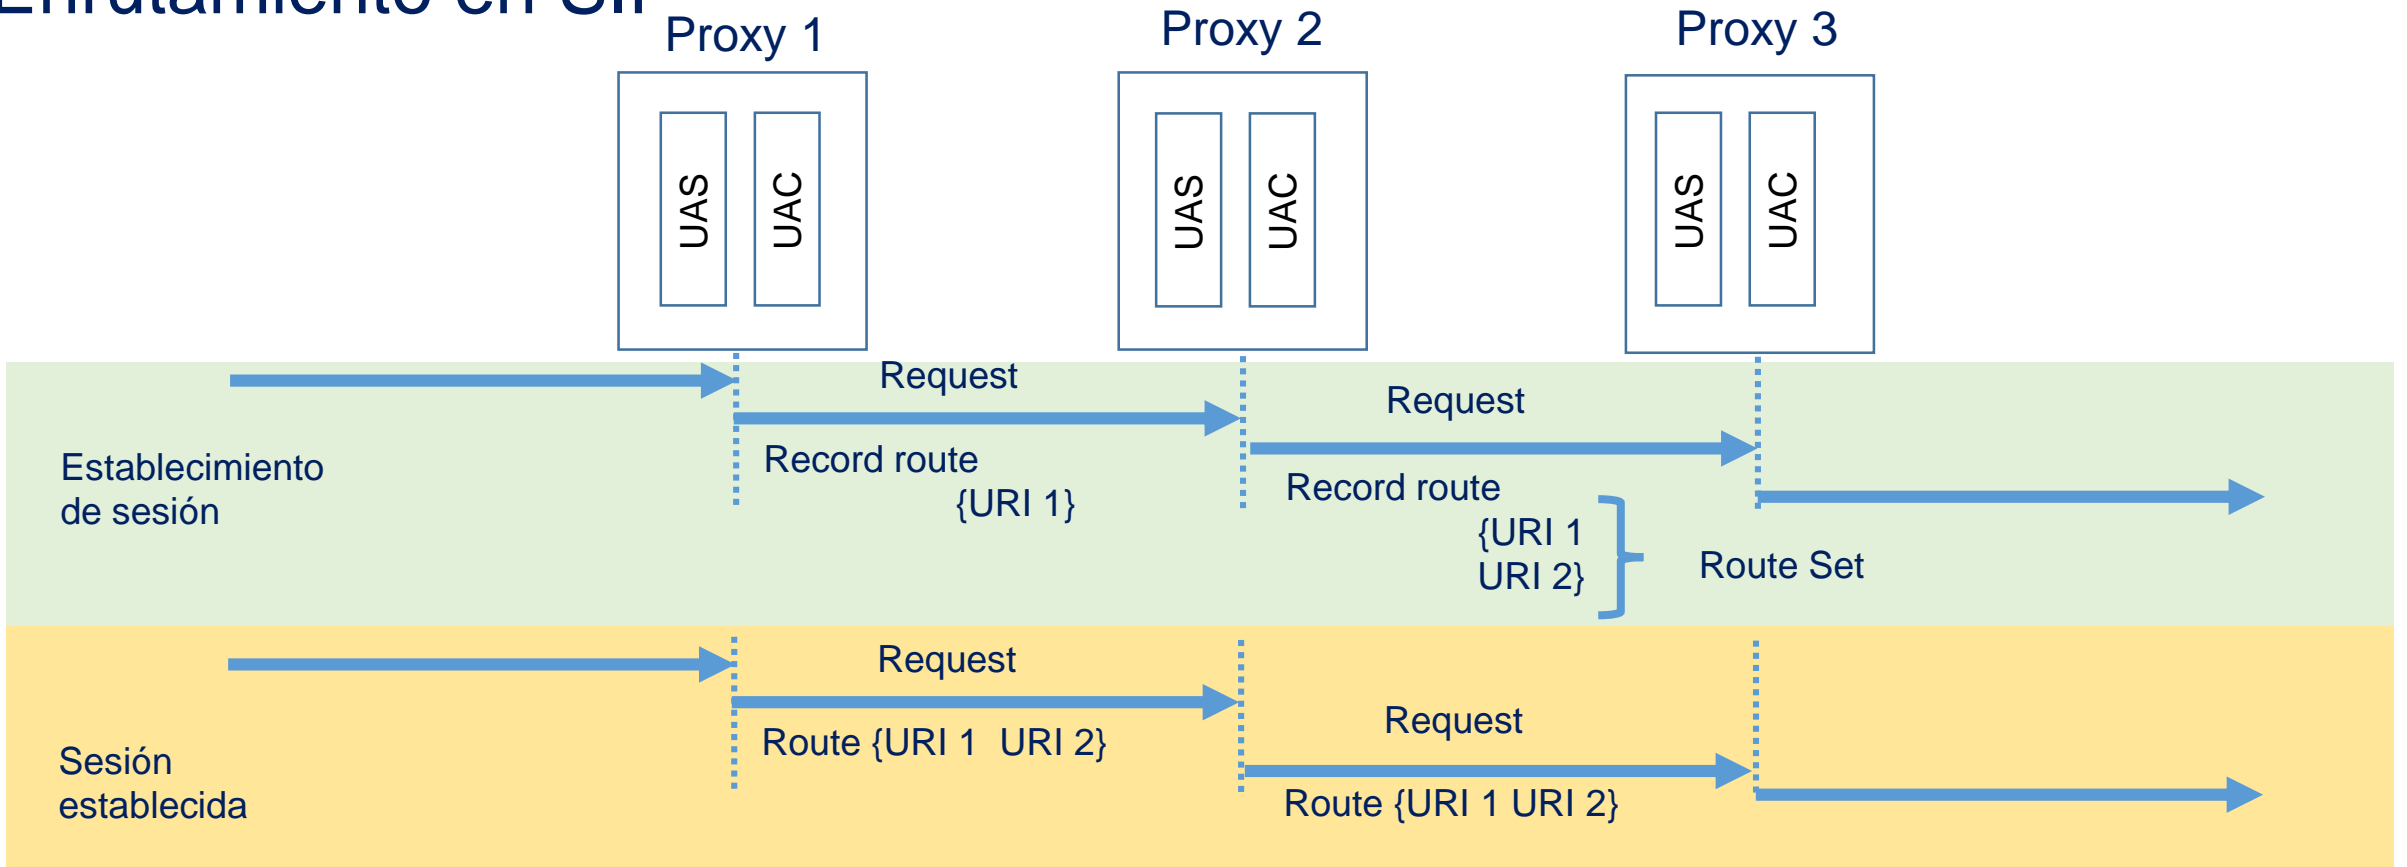 Proxy 1
Proxy 2
Proxy 3
UAS
UAC
UAS
UAC
UAS
UAC
Request
Request
Record route
{URI 1}
Record route
{URI 1
URI 2}
Route Set
Establecimiento
de sesión
Request
Route {URI 1 URI 2}
Request
Route {URI 1 URI 2}
Sesión
establecida